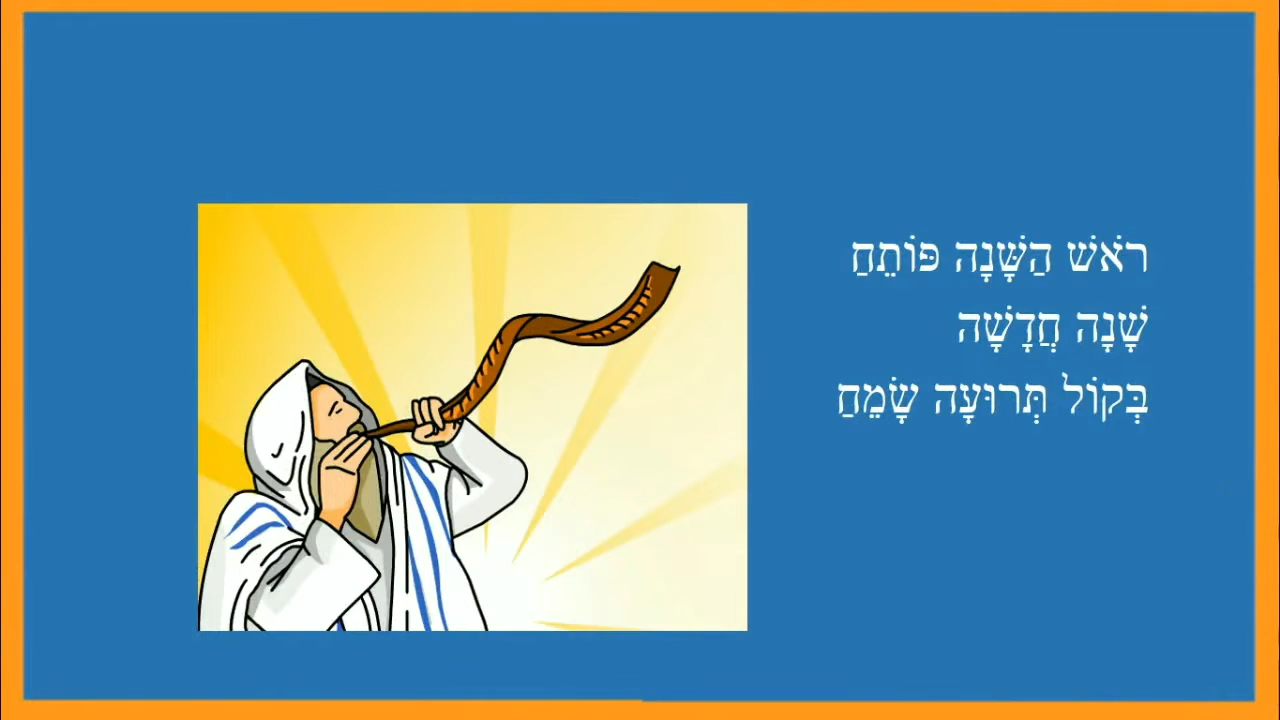 רֹאשׁ הַשָּׁנָה פּוֹתֵחַ
שָׁנָה חֲדָשָׁה
בְּקוֹל תְּרוּעָה שָׂמֵחַ